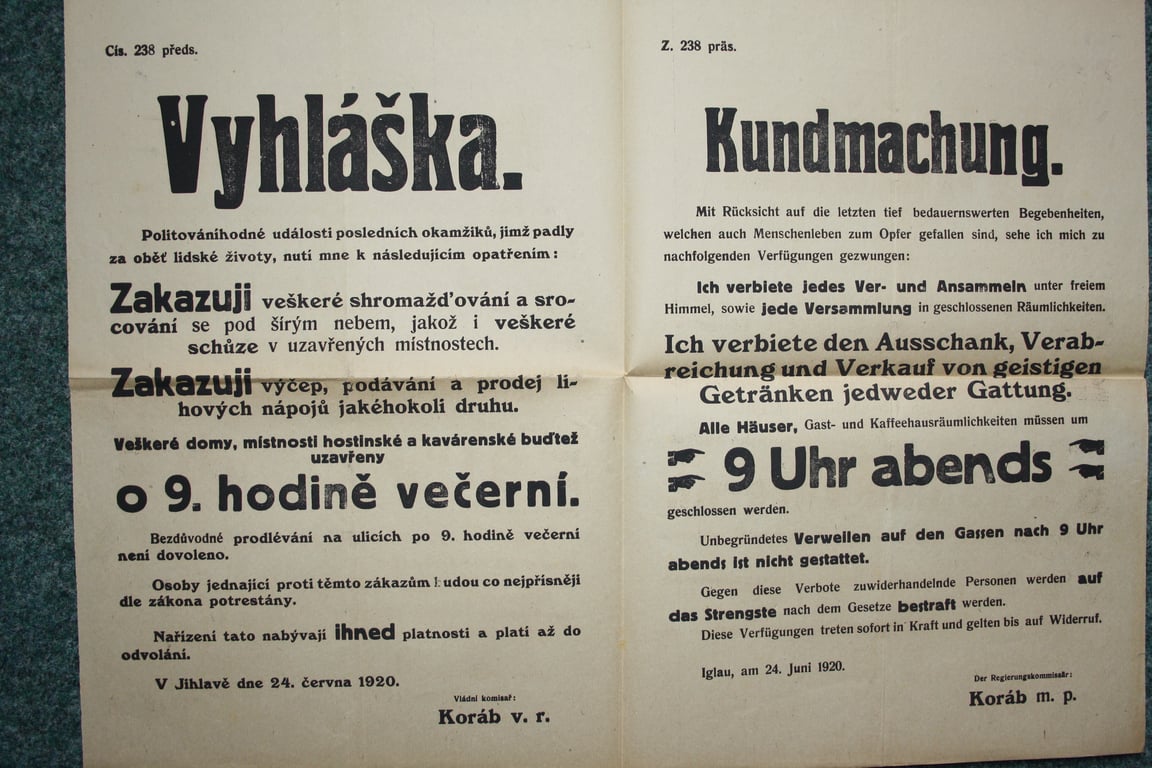 Cís. 238 předs.
Vyhláška.
Politováníhodné události posledních okamžiků, jimž padly
za oběť lidské životy, nutí mne k následujícím opatřením:
Zakazuji veškeré shromažďování a sro-
cování se pod šírým nebem, jakož i veškeré
schůze v uzavřených místnostech.
Zakazuji výčep, podávání a prodej li-
hových nápojů jakéhokoli druhu.
Veškeré domy, místnosti hostinské a kavárenské buďtež
uzavřeny
o 9. hodině večerní.
Bezdůvodné prodlévání na ulicích po 9. hodině večerní
není dovoleno.
Osoby jednající proti těmto zákazům budou co nejpřísněji
dle zákona potrestány.
Nařízení tato nabývají ihned platnosti a platí až do
odvolání.
V Jihlavě dne 24. června 1920.
Vládní komisař:
Koráb v. r.
Z. 238 präs.
Kundmachung.
Mit Rücksicht auf die letzten tief bedauernswerten Begebenheiten,
welchen auch Menschenleben zum Opfer gefallen sind, sehe ich mich zu
nachfolgenden Verfügungen gezwungen:
Ich verbiete jedes Ver- und Ansammeln unter freiem
Himmel, sowie jede Versammlung in geschlossenen Räumlichkeiten.
Ich verbiete den Ausschank, Verab-
reichung und Verkauf von geistigen
Getränken jedweder Gattung.
Alle Häuser, Gast- und Kaffeehausräumlichkeiten müssen um
9 Uhr abends
geschlossen werden.
Unbegründetes Verweilen auf den Gassen nach 9 Uhr
abends ist nicht gestattet.
Gegen diese Verbote zuwiderhandelnde Personen werden auf
das Strengste nach dem Gesetze bestraft werden.
Diese Verfügungen treten sofort in Kraft und gelten bis auf Widerruf.
Iglau, am 24. Juni 1920.
Der Regierungskommissär:
Koráb m. p.